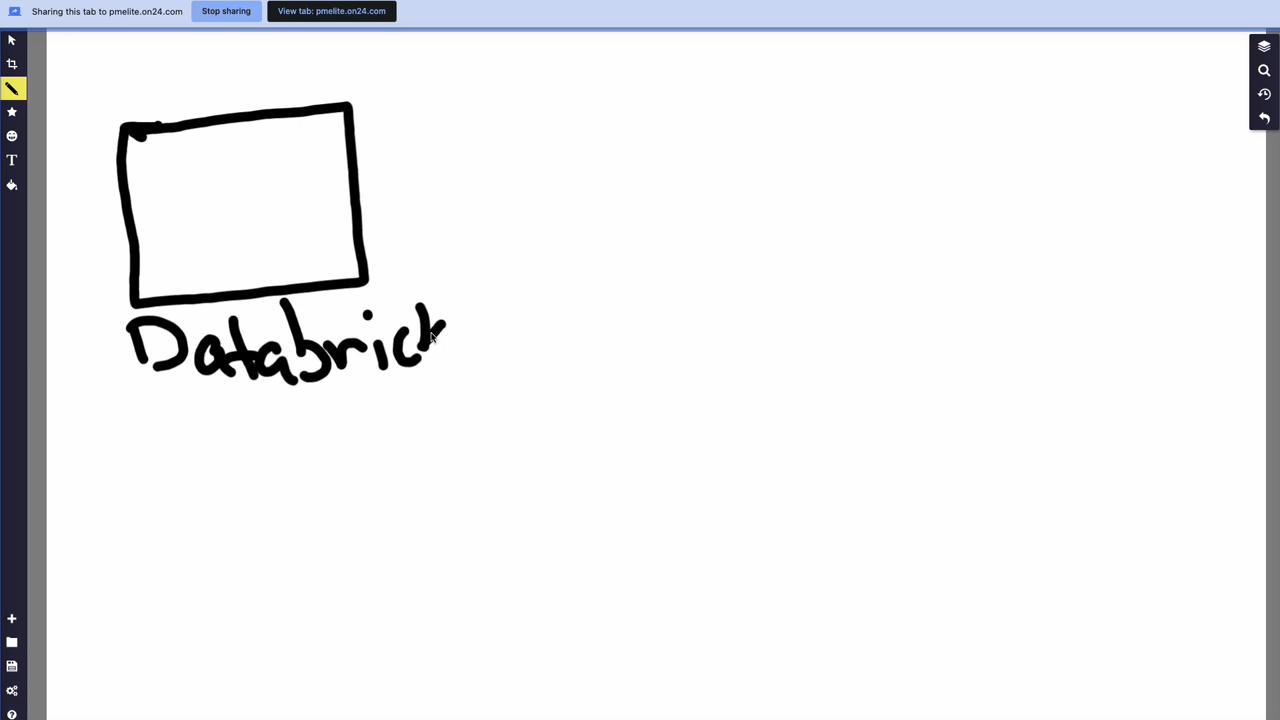 Sharing this tab to pmelite.on24.com
Stop sharing
View tab: pmelite.on24.com
T
Databrick
?